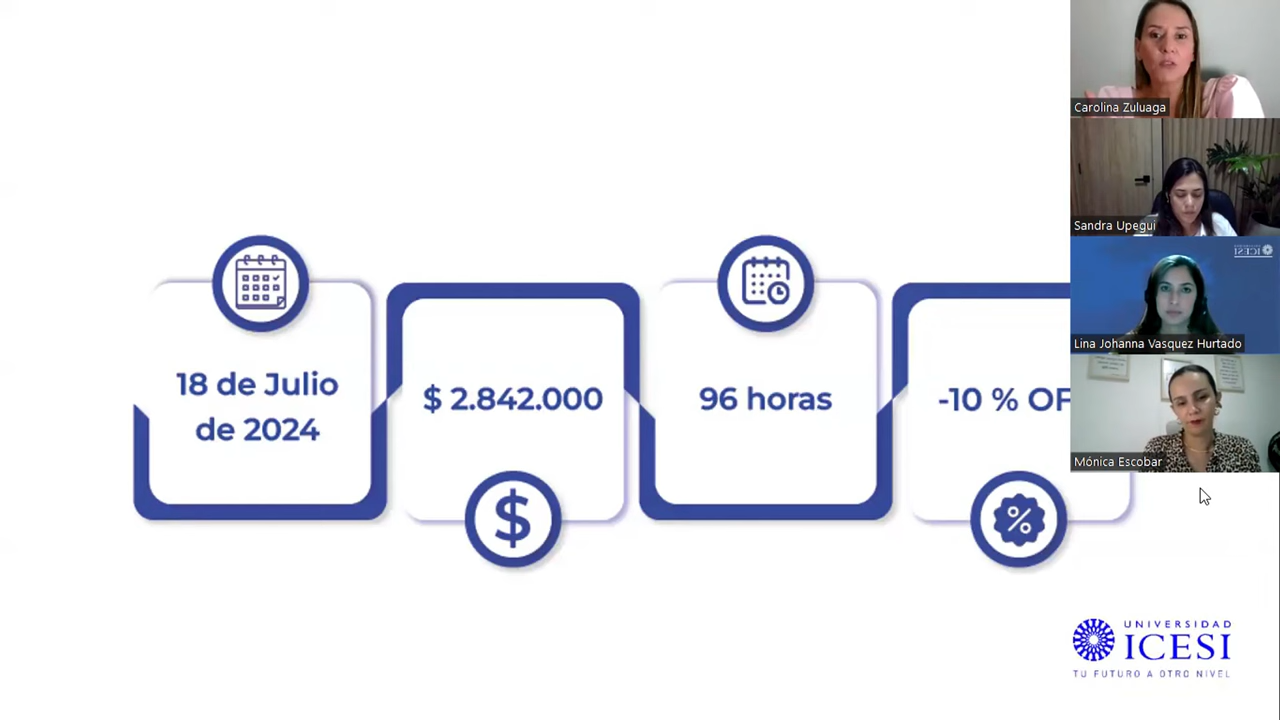 18 de Julio
de 2024
$ 2.842.000
96 horas
-10 % OF
Carolina Zuluaga
Sandra Upegui
Lina Johanna Vasquez Hurtado
Mónica Escobar
UNIVERSIDAD
ICESI
TU FUTURO A OTRO NIVEL